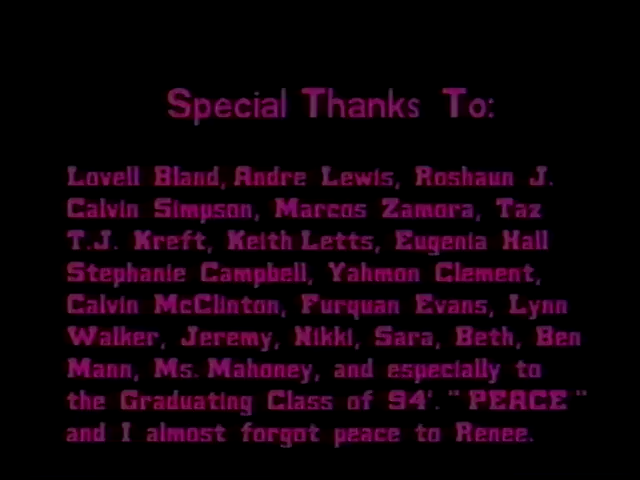 Special Thanks To:
Lovell Bland, Andre Lewis, Roshaun J.
Calvin Simpson, Marcos Zamora, Taz
T.J. Kreft, Keith Letts, Eugenia Hall
Stephanie Campbell, Yahmon Clement,
Calvin McClinton, Furquan Evans, Lynn
Walker, Jeremy, Nikki, Sara, Beth, Ben
Mann, Ms. Mahoney, and especially to
the Graduating Class of 94'. " PEACE "
and I almost forgot peace to Renee.